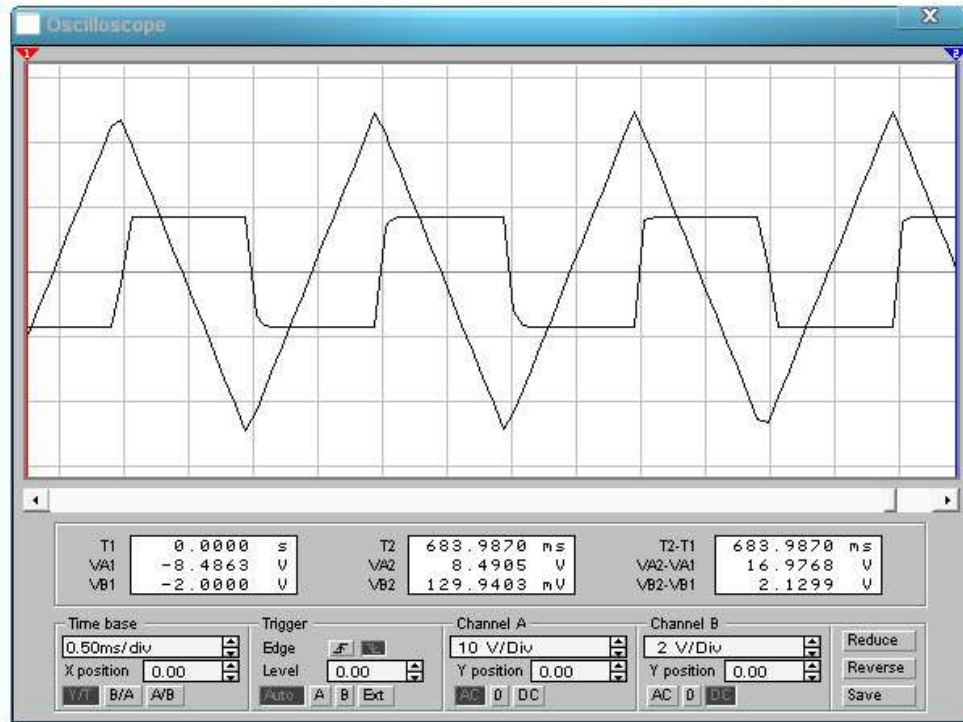 Oscilloscope
X
1 2
T1 0.0000 s T2 683.9870 ms T2-T1 683.9870 ms
VA1 -8.4863 V VA2 8.4905 V VA2-VA1 16.9768 V
VB1 -2.0000 V VB2 129.9403 mV VB2-VB1 2.1299 V
Time base Trigger Channel A Channel B
0.50ms/div Edge 10 V/Div 2 V/Div Reduce
X position 0.00 Level 0.00 Y position 0.00 Y position 0.00 Reverse
Y/T B/A A/B Auto A B Ext AC 0 DC AC 0 DC Save